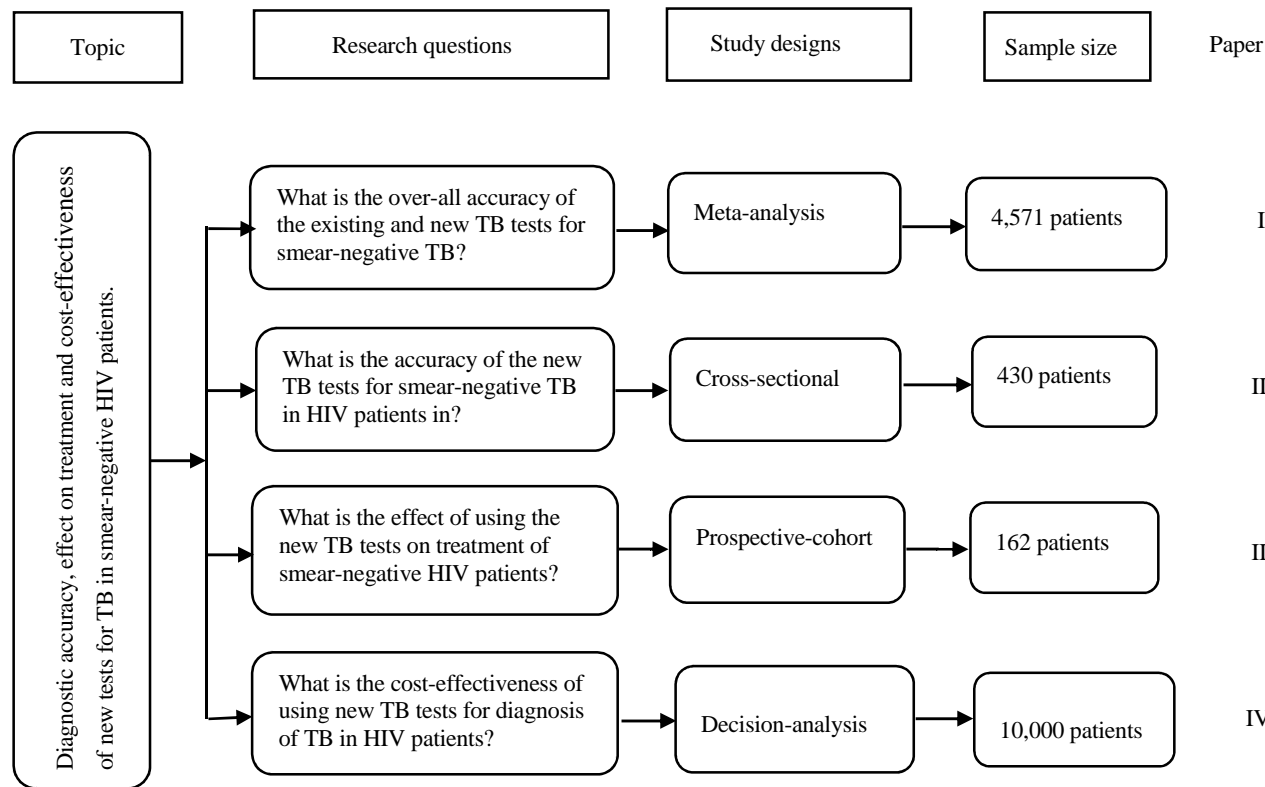 Topic
Research questions
Study designs
Sample size
Paper
Diagnostic accuracy, effect on treatment and cost-effectiveness
of new tests for TB in smear-negative HIV patients.
What is the over-all accuracy of
the existing and new TB tests for
smear-negative TB?
Meta-analysis
4,571 patients
I
What is the accuracy of the new
TB tests for smear-negative TB
in HIV patients in?
Cross-sectional
430 patients
II
What is the effect of using the
new TB tests on treatment of
smear-negative HIV patients?
Prospective-cohort
162 patients
II
What is the cost-effectiveness of
using new TB tests for diagnosis
of TB in HIV patients?
Decision-analysis
10,000 patients
IV